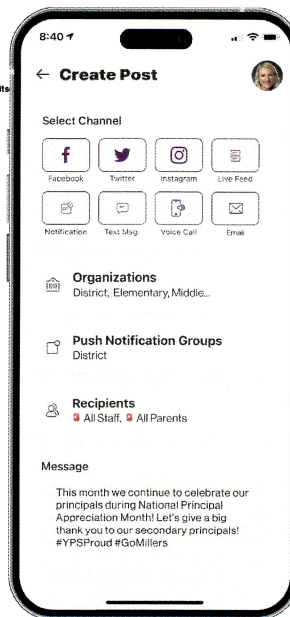 8:40
← Create Post
its
Select Channel
Facebook Twitter Instagram Live Feed
Notification Text Msg. Voice Call Email
Organizations
District, Elementary, Middle...
Push Notification Groups
District
Recipients
All Staff, All Parents
Message
This month we continue to celebrate our
principals during National Principal
Appreciation Month! Let's give a big
thank you to our secondary principals!
#YPSProud #GoMillers